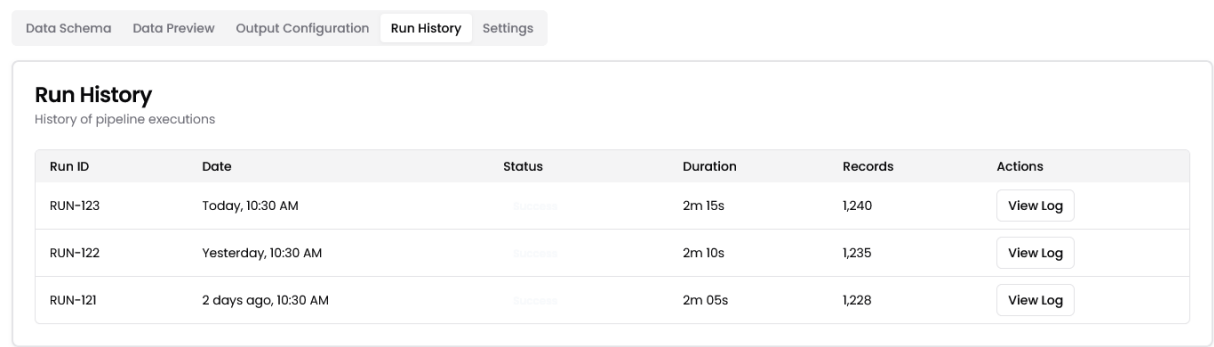 Data Schema Data Preview Output Configuration Run History Settings
Run History
History of pipeline executions
Run ID Date Status Duration Records Actions
RUN-123 Today, 10:30 AM Success 2m 15s 1,240 View Log
RUN-122 Yesterday, 10:30 AM Success 2m 10s 1,235 View Log
RUN-121 2 days ago, 10:30 AM Success 2m 05s 1,228 View Log